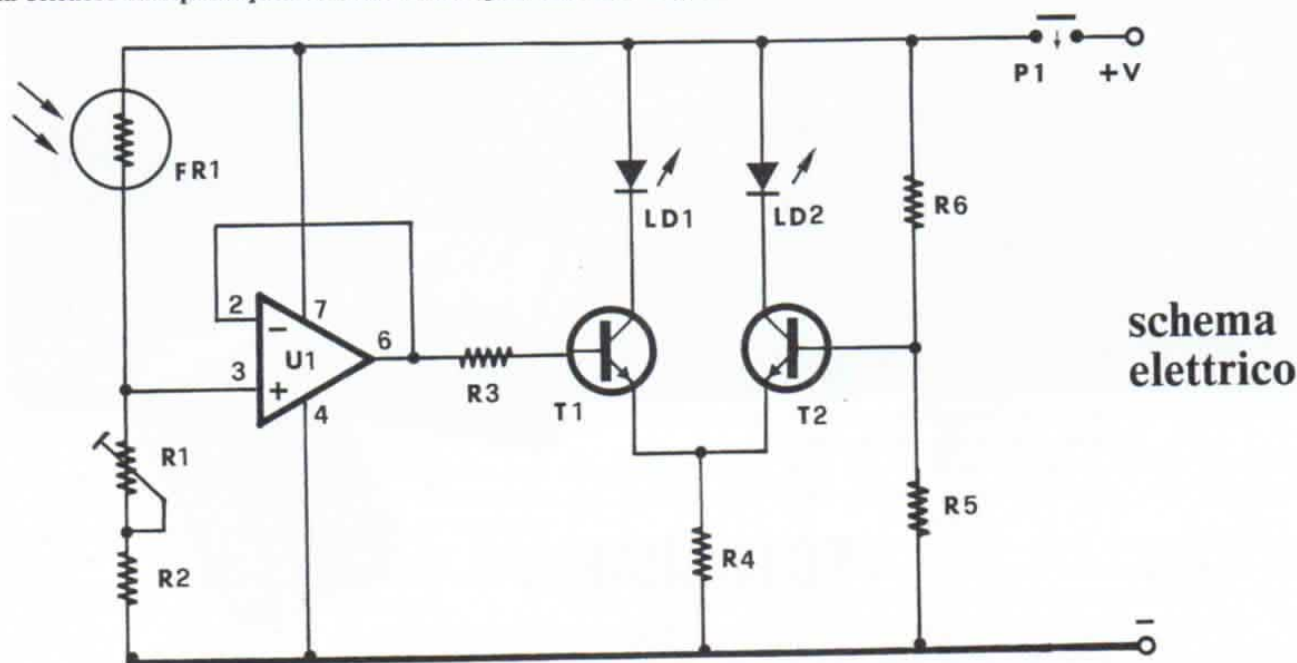 P1
+V
FR1
LD1
LD2
R6
2
−
7
6
U1
3
+
4
R3
T1
T2
schema
elettrico
R1
R5
R4
R2
−